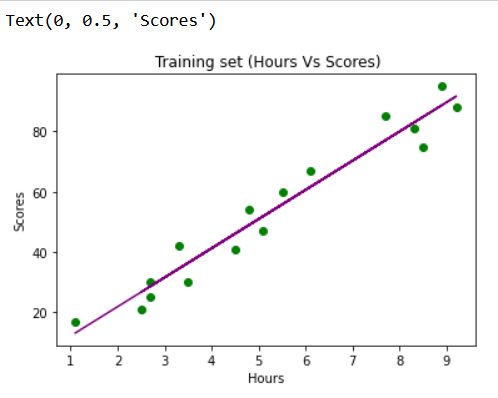 Text(0, 0.5, 'Scores')
Training set (Hours Vs Scores)
80
60
40
20
Scores
1 2 3 4 5 6 7 8 9
Hours